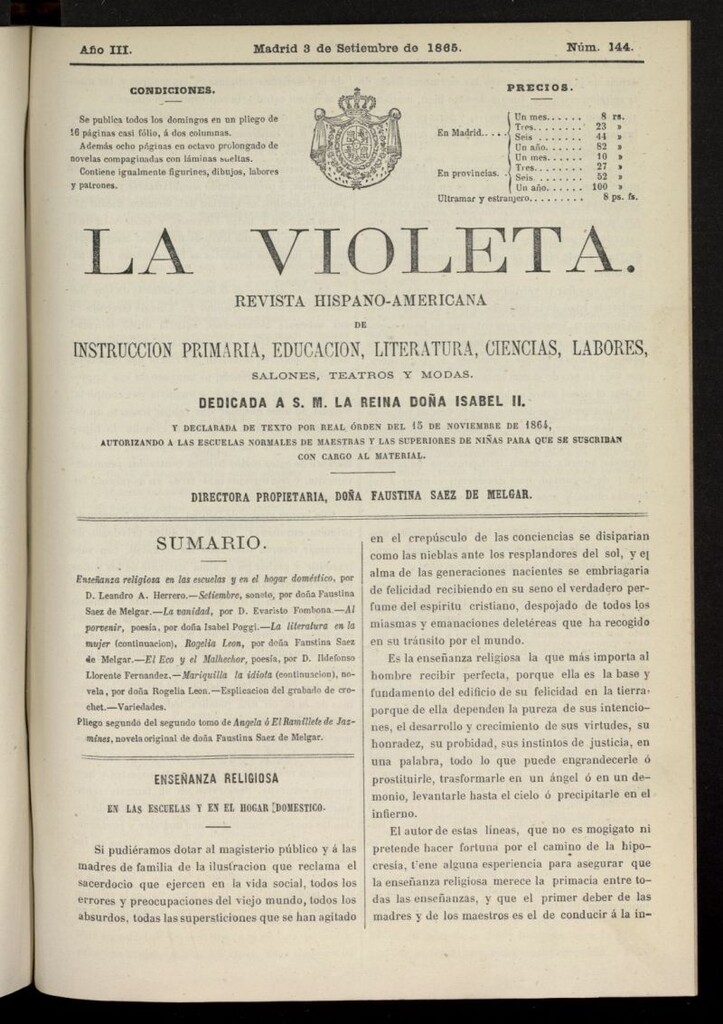 Año III.
Madrid 3 de Setiembre de 1865.
Núm. 144.
CONDICIONES.
Se publica todos los domingos en un pliego de
16 páginas casi fólio, á dos columnas.
Además ocho páginas en octavo prolongado de
novelas compaginadas con láminas sueltas.
Contiene igualmente figurines, dibujos, labores
y patrones.
PRECIOS.
En Madrid....
Un mes...... 8 rs.
Tres........ 23 »
Seis ....... 44 »
Un año...... 82 »
En provincias. .
Un mes...... 10 »
Tres........ 27 »
Seis. ....... 52 »
Un año...... 100 »
Ultramar y estranjero......... 8 ps. fs.
LA VIOLETA.
REVISTA HISPANO-AMERICANA
DE
INSTRUCCION PRIMARIA, EDUCACION, LITERATURA, CIENCIAS, LABORES,
SALONES, TEATROS Y MODAS.
DEDICADA A S. M. LA REINA DOÑA ISABEL II.
Y DECLARADA DE TEXTO POR REAL ÓRDEN DEL 15 DE NOVIEMBRE DE 1864,
AUTORIZANDO A LAS ESCUELAS NORMALES DE MAESTRAS Y LAS SUPERIORES DE NIÑAS PARA QUE SE SUSCRIBAN
CON CARGO AL MATERIAL.
DIRECTORA PROPIETARIA, DOÑA FAUSTINA SAEZ DE MELGAR.
SUMARIO.
Enseñanza religiosa en las escuelas y en el hogar doméstico, por
D. Leandro A. Herrero.—Setiembre, soneto, por doña Faustina
Saez de Melgar.—La vanidad, por D. Evaristo Fombona.—Al
porvenir, poesía, por doña Isabel Poggi.—La literatura en la
mujer (continuacion), Rogelia Leon, por doña Faustina Saez
de Melgar.—El Eco y el Malhechor, poesía, por D. Ildefonso
Llorente Fernandez.—Mariquilla la idiota (continuacion), no-
vela, por doña Rogelia Leon.—Esplicacion del grabado de cro-
chet.—Variedades.
Pliego segundo del segundo tomo de Angela ó El Ramillete de Jaz-
mines, novela original de doña Faustina Saez de Melgar.
ENSEÑANZA RELIGIOSA
EN LAS ESCUELAS Y EN EL HOGAR DOMESTICO.
Si pudiéramos dotar al magisterio público y á las
madres de familia de la ilustracion que reclama el
sacerdocio que ejercen en la vida social, todos los
errores y preocupaciones del viejo mundo, todos los
absurdos, todas las supersticiones que se han agitado
en el crepúsculo de las conciencias se disiparian
como las nieblas ante los resplandores del sol, y el
alma de las generaciones nacientes se embriagaria
de felicidad recibiendo en su seno el verdadero per-
fume del espíritu cristiano, despojado de todos los
miasmas y emanaciones deletéreas que ha recogido
en su tránsito por el mundo.
Es la enseñanza religiosa la que más importa al
hombre recibir perfecta, porque ella es la base y
fundamento del edificio de su felicidad en la tierra,
porque de ella dependen la pureza de sus intencio-
nes, el desarrollo y crecimiento de sus virtudes, su
honradez, su probidad, sus instintos de justicia, en
una palabra, todo lo que puede engrandecerle ó
prostituirle, trasformarle en un ángel ó en un de-
monio, levantarle hasta el cielo ó precipitarle en el
infierno.
El autor de estas líneas, que no es mogigato ni
pretende hacer fortuna por el camino de la hipo-
cresía, tiene alguna esperiencia para asegurar que
la enseñanza religiosa merece la primacia entre to-
das las enseñanzas, y que el primer deber de las
madres y de los maestros es el de conducir á la in-